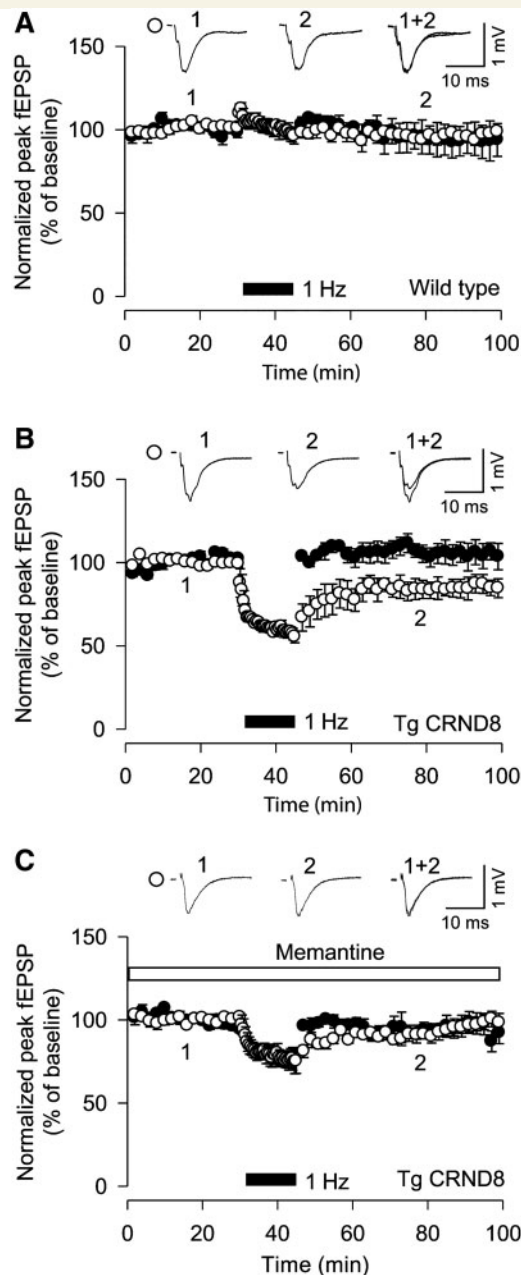 A
1 2 1+2
1 mV
10 ms
Normalized peak fEPSP
(% of baseline)
150
100
50
0
1 2
1 Hz Wild type
0 20 40 60 80 100
Time (min)
B
1 2 1+2
1 mV
10 ms
Normalized peak fEPSP
(% of baseline)
150
100
50
0
1 2
1 Hz Tg CRND8
0 20 40 60 80 100
Time (min)
C
1 2 1+2
1 mV
10 ms
Normalized peak fEPSP
(% of baseline)
150
100
50
0
Memantine
1 2
1 Hz Tg CRND8
0 20 40 60 80 100
Time (min)